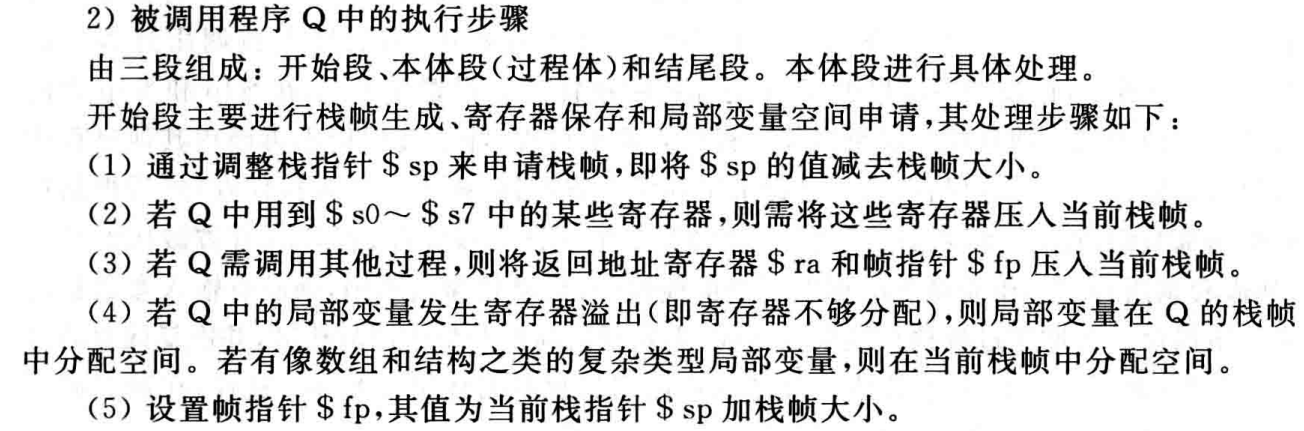 2）被调用程序 Q 中的执行步骤
由三段组成：开始段、本体段(过程体)和结尾段。本体段进行具体处理。
开始段主要进行栈帧生成、寄存器保存和局部变量空间申请,其处理步骤如下：
（1）通过调整栈指针 $ sp 来申请栈帧,即将 $ sp 的值减去栈帧大小。
（2）若 Q 中用到 $ s0～ $ s7 中的某些寄存器,则需将这些寄存器压入当前栈帧。
（3）若 Q 需调用其他过程,则将返回地址寄存器 $ ra 和帧指针 $ fp 压入当前栈帧。
（4）若 Q 中的局部变量发生寄存器溢出(即寄存器不够分配),则局部变量在 Q 的栈帧
中分配空间。若有像数组和结构之类的复杂类型局部变量,则在当前栈帧中分配空间。
（5）设置帧指针 $ fp,其值为当前栈指针 $ sp 加栈帧大小。